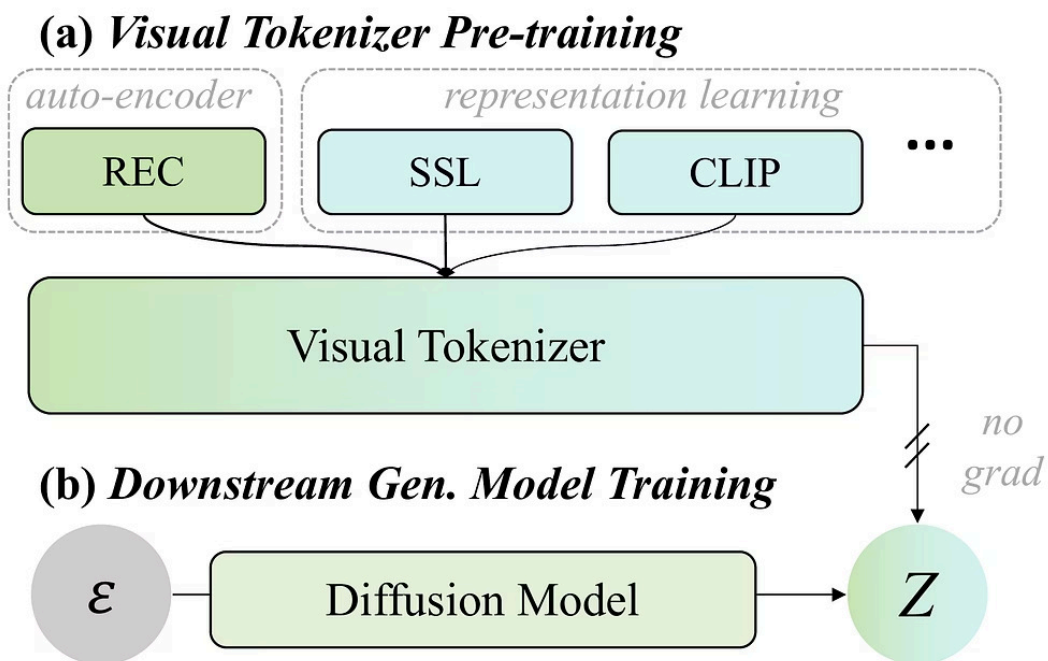 (a) Visual Tokenizer Pre-training
auto-encoder
representation learning
REC
SSL
CLIP
...
Visual Tokenizer
no
grad
(b) Downstream Gen. Model Training
ε
Diffusion Model
Z